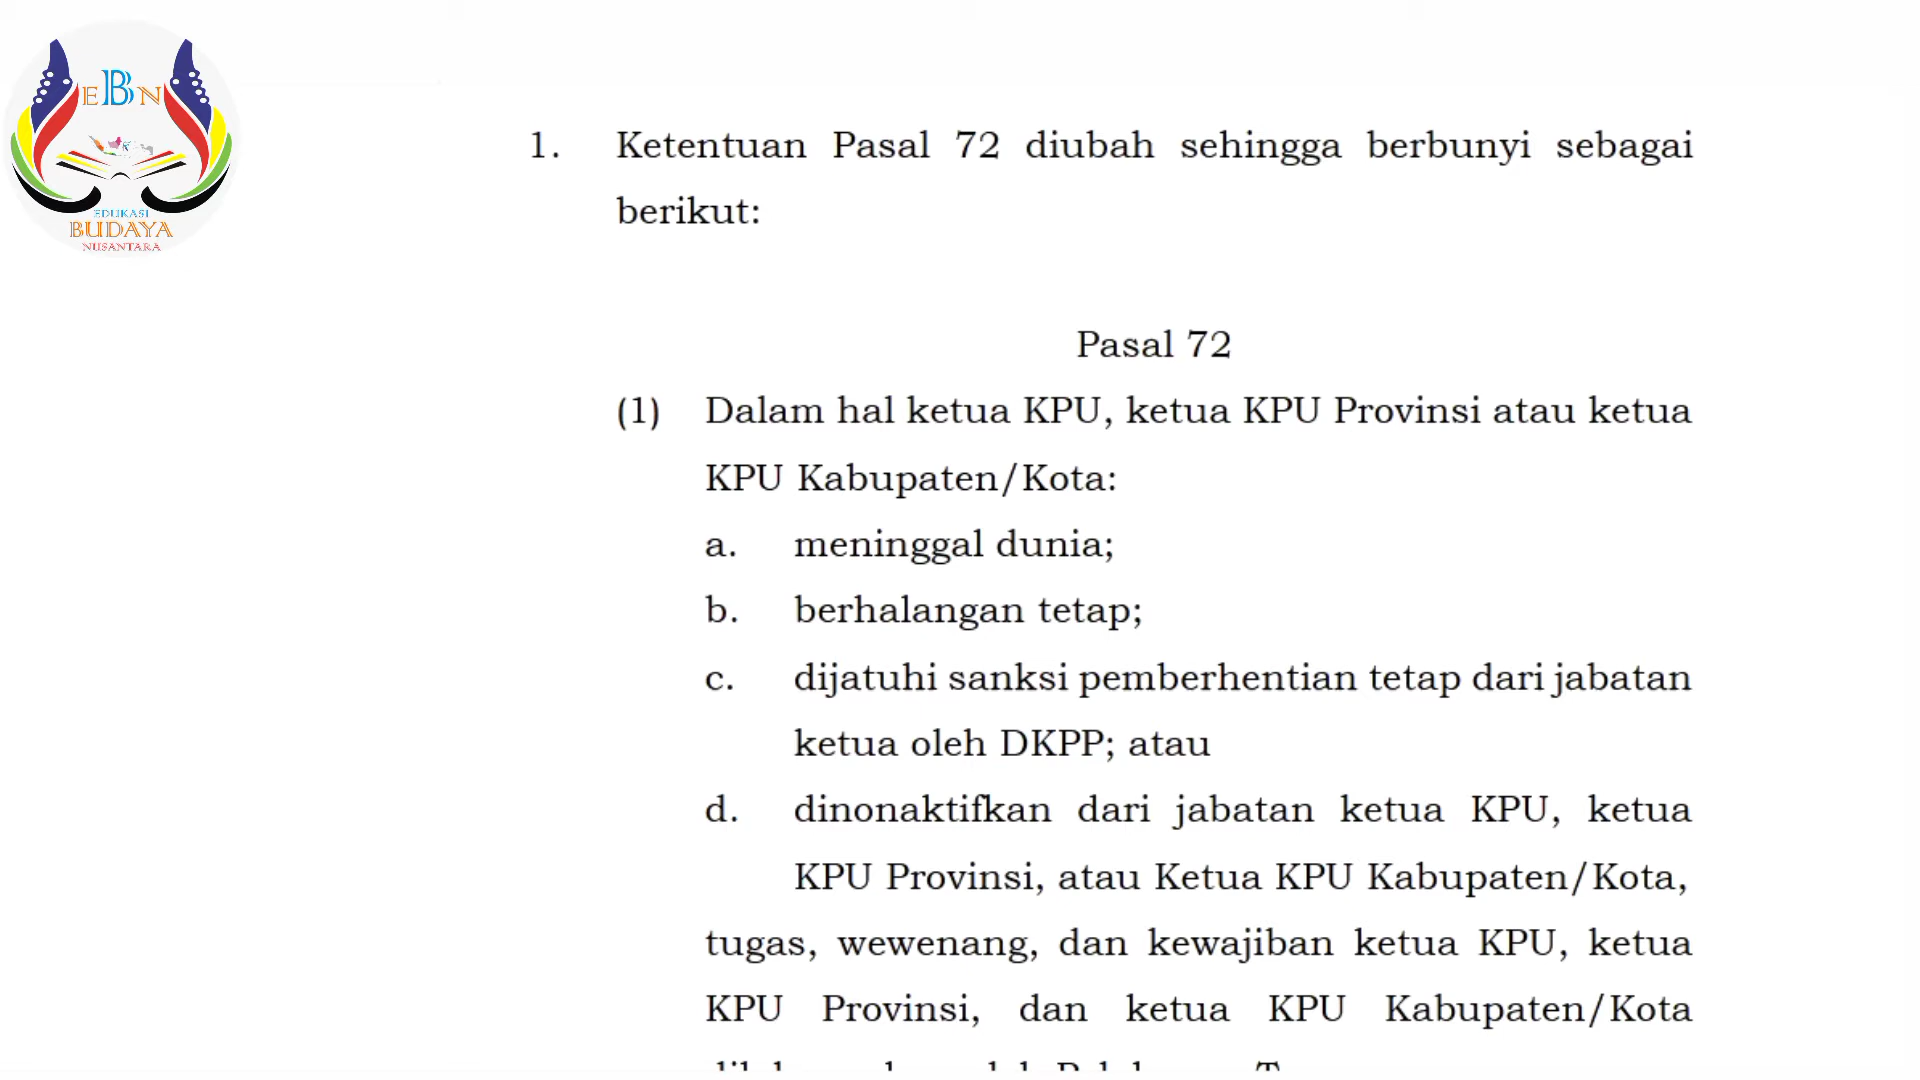 EBN
EDUKASI
BUDAYA
NUSANTARA
1. Ketentuan Pasal 72 diubah sehingga berbunyi sebagai
berikut:
Pasal 72
(1) Dalam hal ketua KPU, ketua KPU Provinsi atau ketua
KPU Kabupaten/Kota:
a. meninggal dunia;
b. berhalangan tetap;
c. dijatuhi sanksi pemberhentian tetap dari jabatan
ketua oleh DKPP; atau
d. dinonaktifkan dari jabatan ketua KPU, ketua
KPU Provinsi, atau Ketua KPU Kabupaten/Kota,
tugas, wewenang, dan kewajiban ketua KPU, ketua
KPU Provinsi, dan ketua KPU Kabupaten/Kota